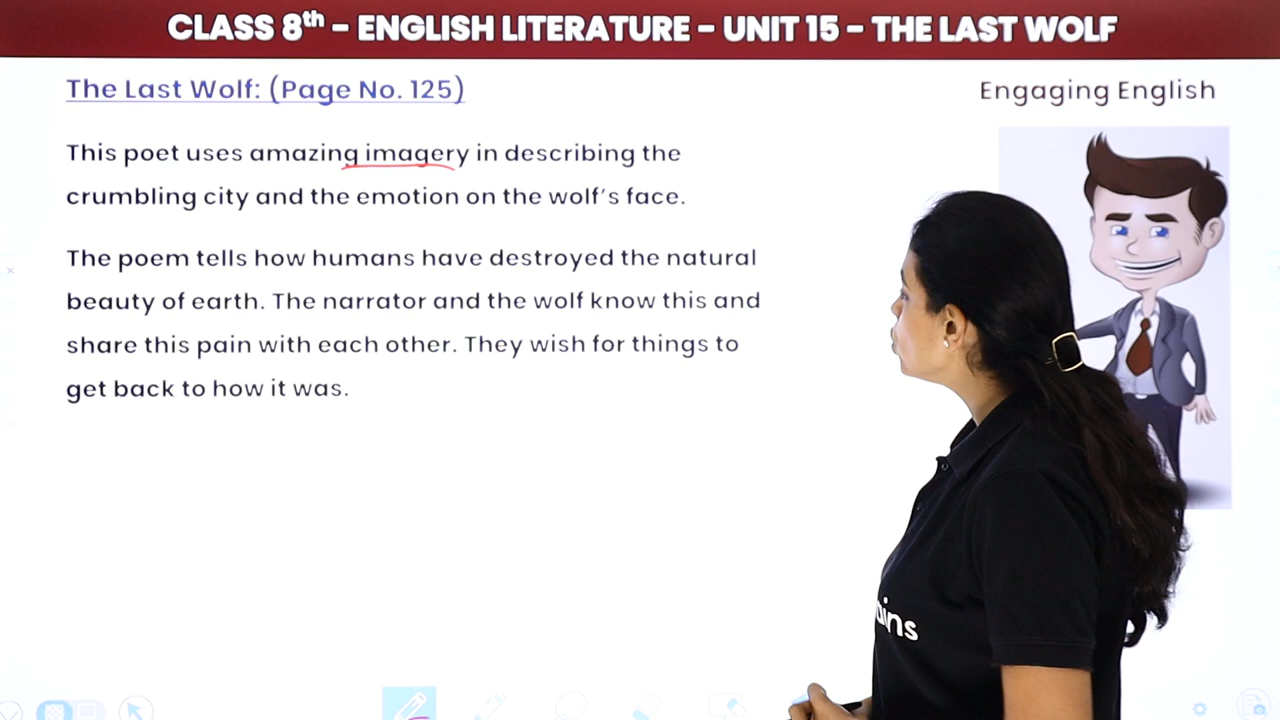 CLASS 8th - ENGLISH LITERATURE - UNIT 15 - THE LAST WOLF
The Last Wolf: (Page No. 125)
Engaging English
This poet uses amazing imagery in describing the
crumbling city and the emotion on the wolf's face.
The poem tells how humans have destroyed the natural
beauty of earth. The narrator and the wolf know this and
share this pain with each other. They wish for things to
get back to how it was.